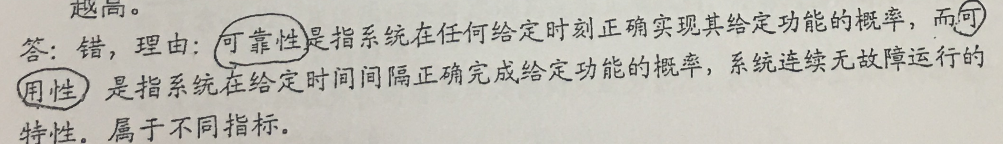 越高。
答：错，理由：可靠性是指系统在任何给定时刻正确实现其给定功能的概率，而可
用性 是指系统在给定时间间隔正确完成给定功能的概率，系统连续无故障运行的
特性。属于不同指标。